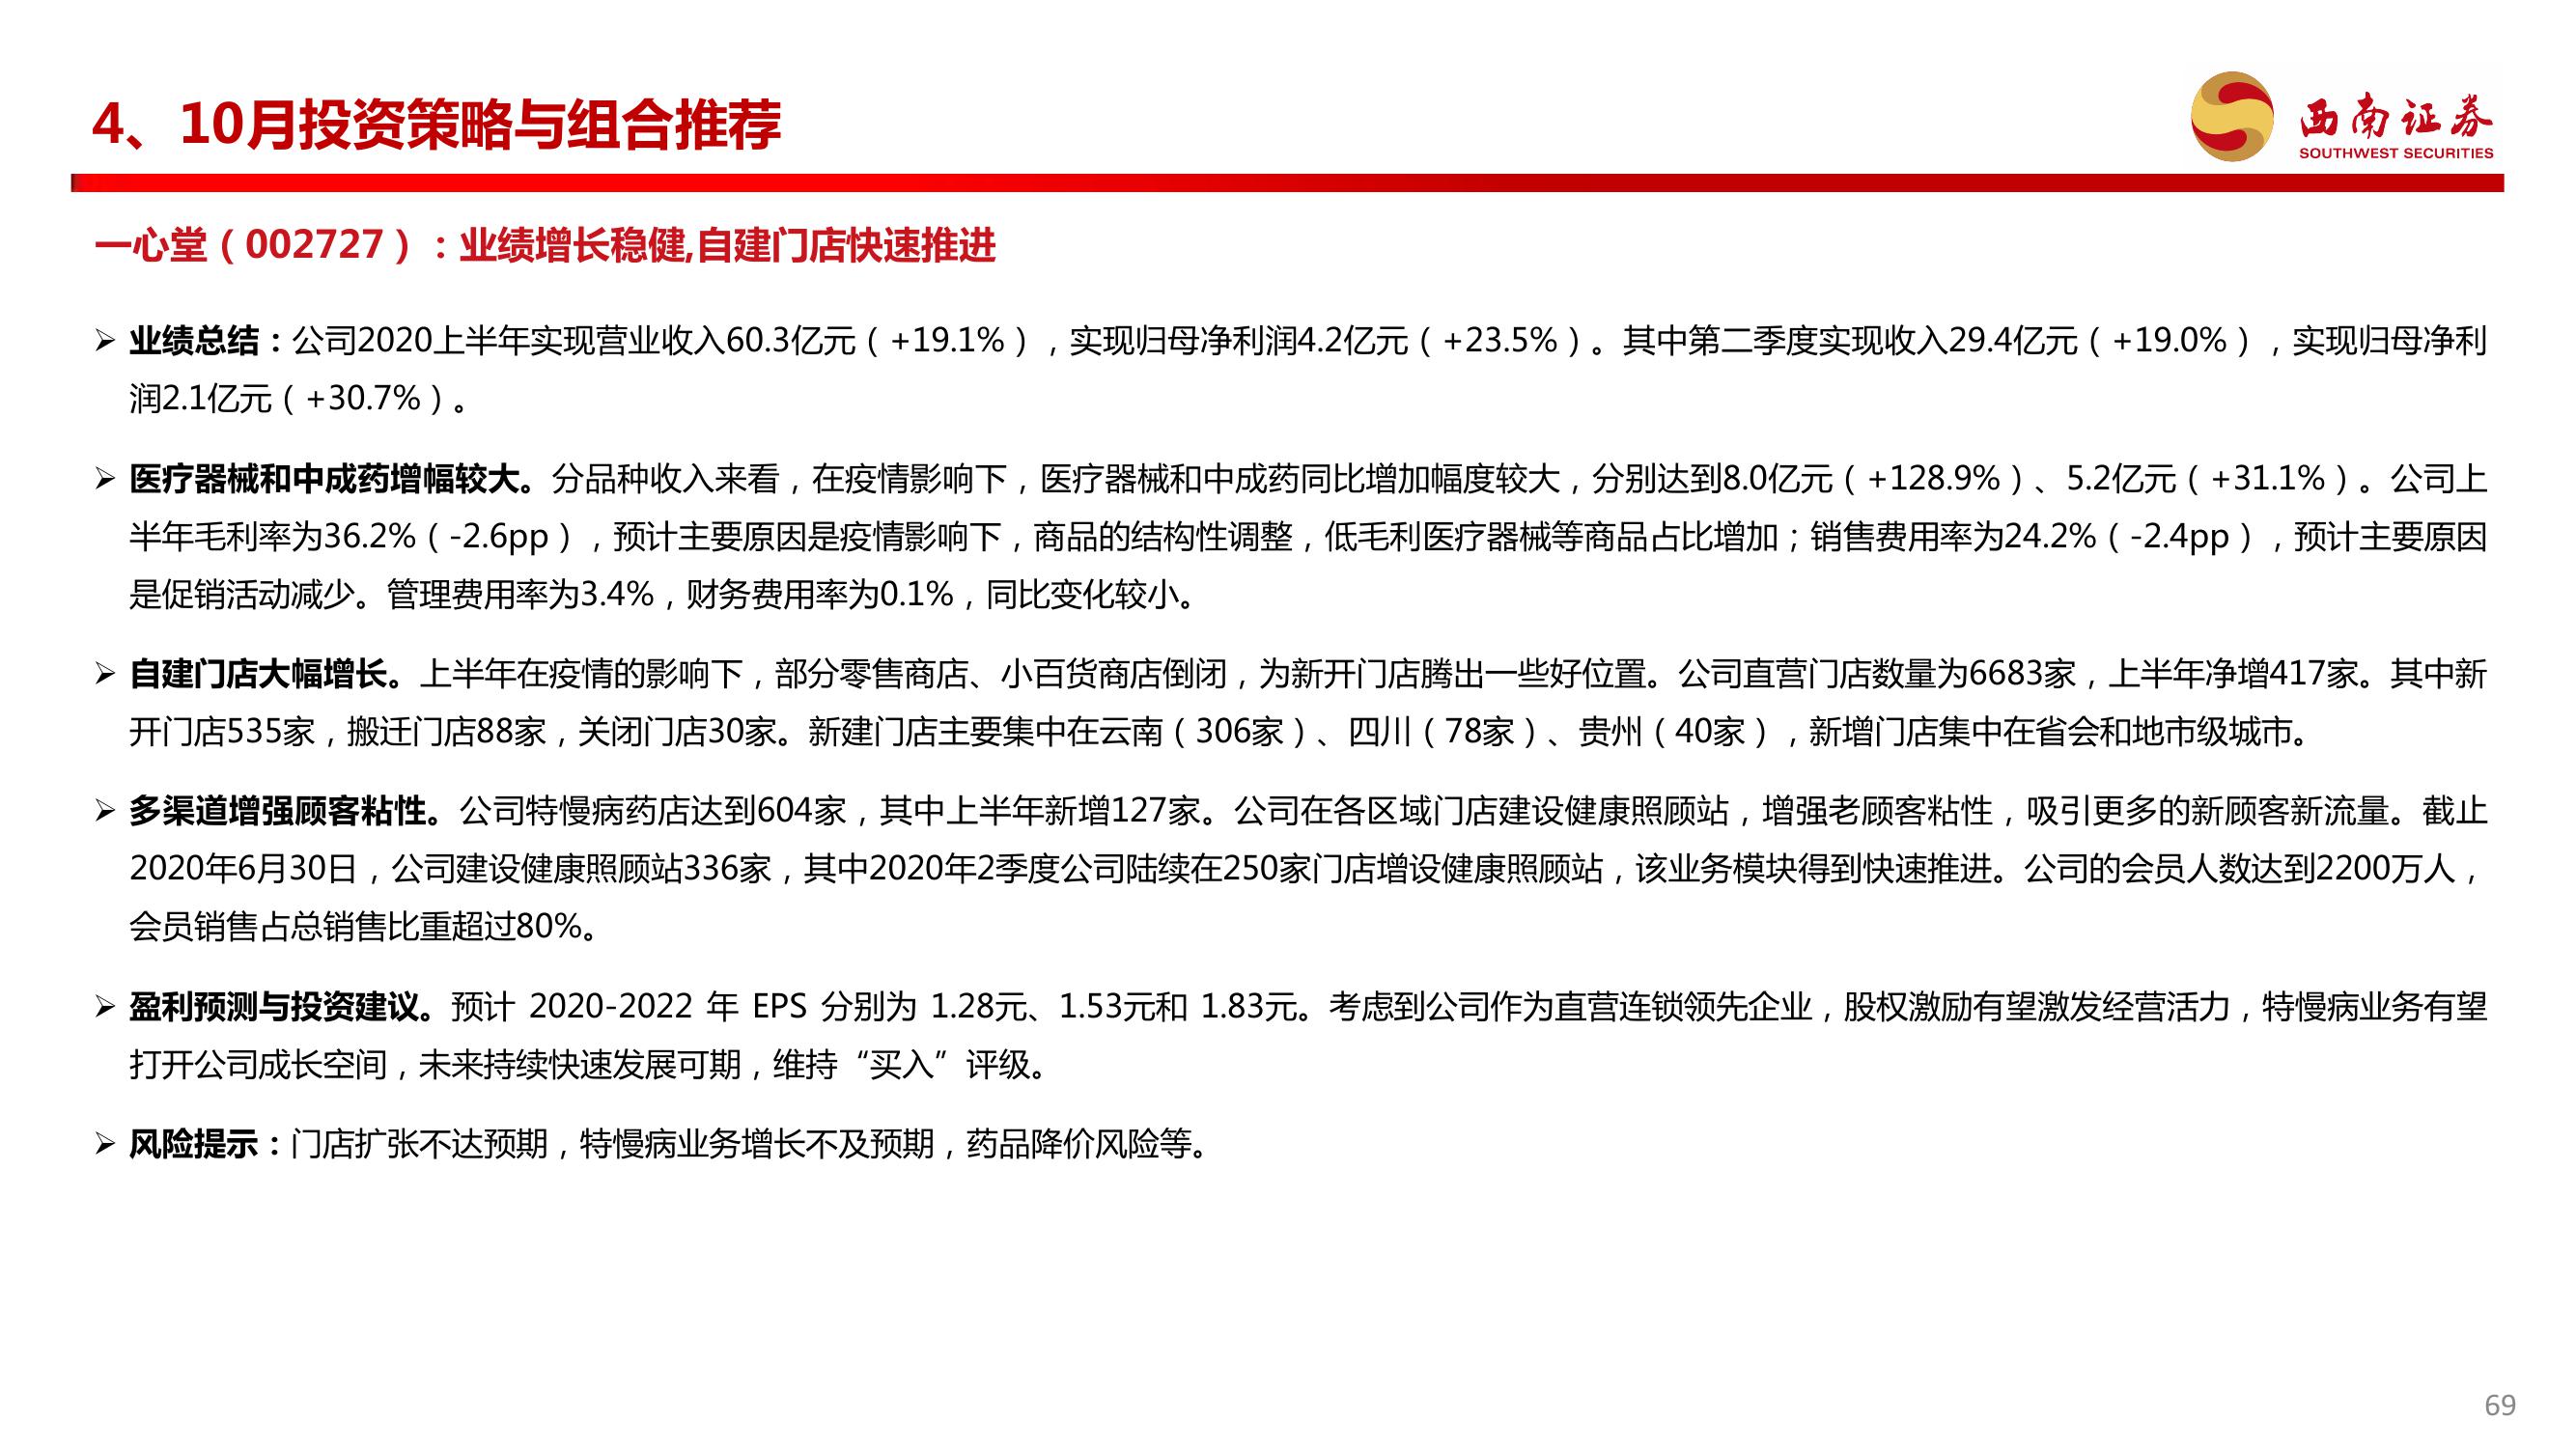 4、10月投资策略与组合推荐
西南证券
SOUTHWEST SECURITIES
一心堂（002727）：业绩增长稳健,自建门店快速推进
➢ 业绩总结：公司2020上半年实现营业收入60.3亿元（+19.1%），实现归母净利润4.2亿元（+23.5%）。其中第二季度实现收入29.4亿元（+19.0%），实现归母净利
润2.1亿元（+30.7%）。
➢ 医疗器械和中成药增幅较大。分品种收入来看，在疫情影响下，医疗器械和中成药同比增加幅度较大，分别达到8.0亿元（+128.9%）、5.2亿元（+31.1%）。公司上
半年毛利率为36.2%（-2.6pp），预计主要原因是疫情影响下，商品的结构性调整，低毛利医疗器械等商品占比增加；销售费用率为24.2%（-2.4pp），预计主要原因
是促销活动减少。管理费用率为3.4%，财务费用率为0.1%，同比变化较小。
➢ 自建门店大幅增长。上半年在疫情的影响下，部分零售商店、小百货商店倒闭，为新开门店腾出一些好位置。公司直营门店数量为6683家，上半年净增417家。其中新
开门店535家，搬迁门店88家，关闭门店30家。新建门店主要集中在云南（306家）、四川（78家）、贵州（40家），新增门店集中在省会和地市级城市。
➢ 多渠道增强顾客粘性。公司特慢病药店达到604家，其中上半年新增127家。公司在各区域门店建设健康照顾站，增强老顾客粘性，吸引更多的新顾客新流量。截止
2020年6月30日，公司建设健康照顾站336家，其中2020年2季度公司陆续在250家门店增设健康照顾站，该业务模块得到快速推进。公司的会员人数达到2200万人，
会员销售占总销售比重超过80%。
➢ 盈利预测与投资建议。预计 2020-2022 年 EPS 分别为 1.28元、1.53元和 1.83元。考虑到公司作为直营连锁领先企业，股权激励有望激发经营活力，特慢病业务有望
打开公司成长空间，未来持续快速发展可期，维持“买入”评级。
➢ 风险提示：门店扩张不达预期，特慢病业务增长不及预期，药品降价风险等。
69